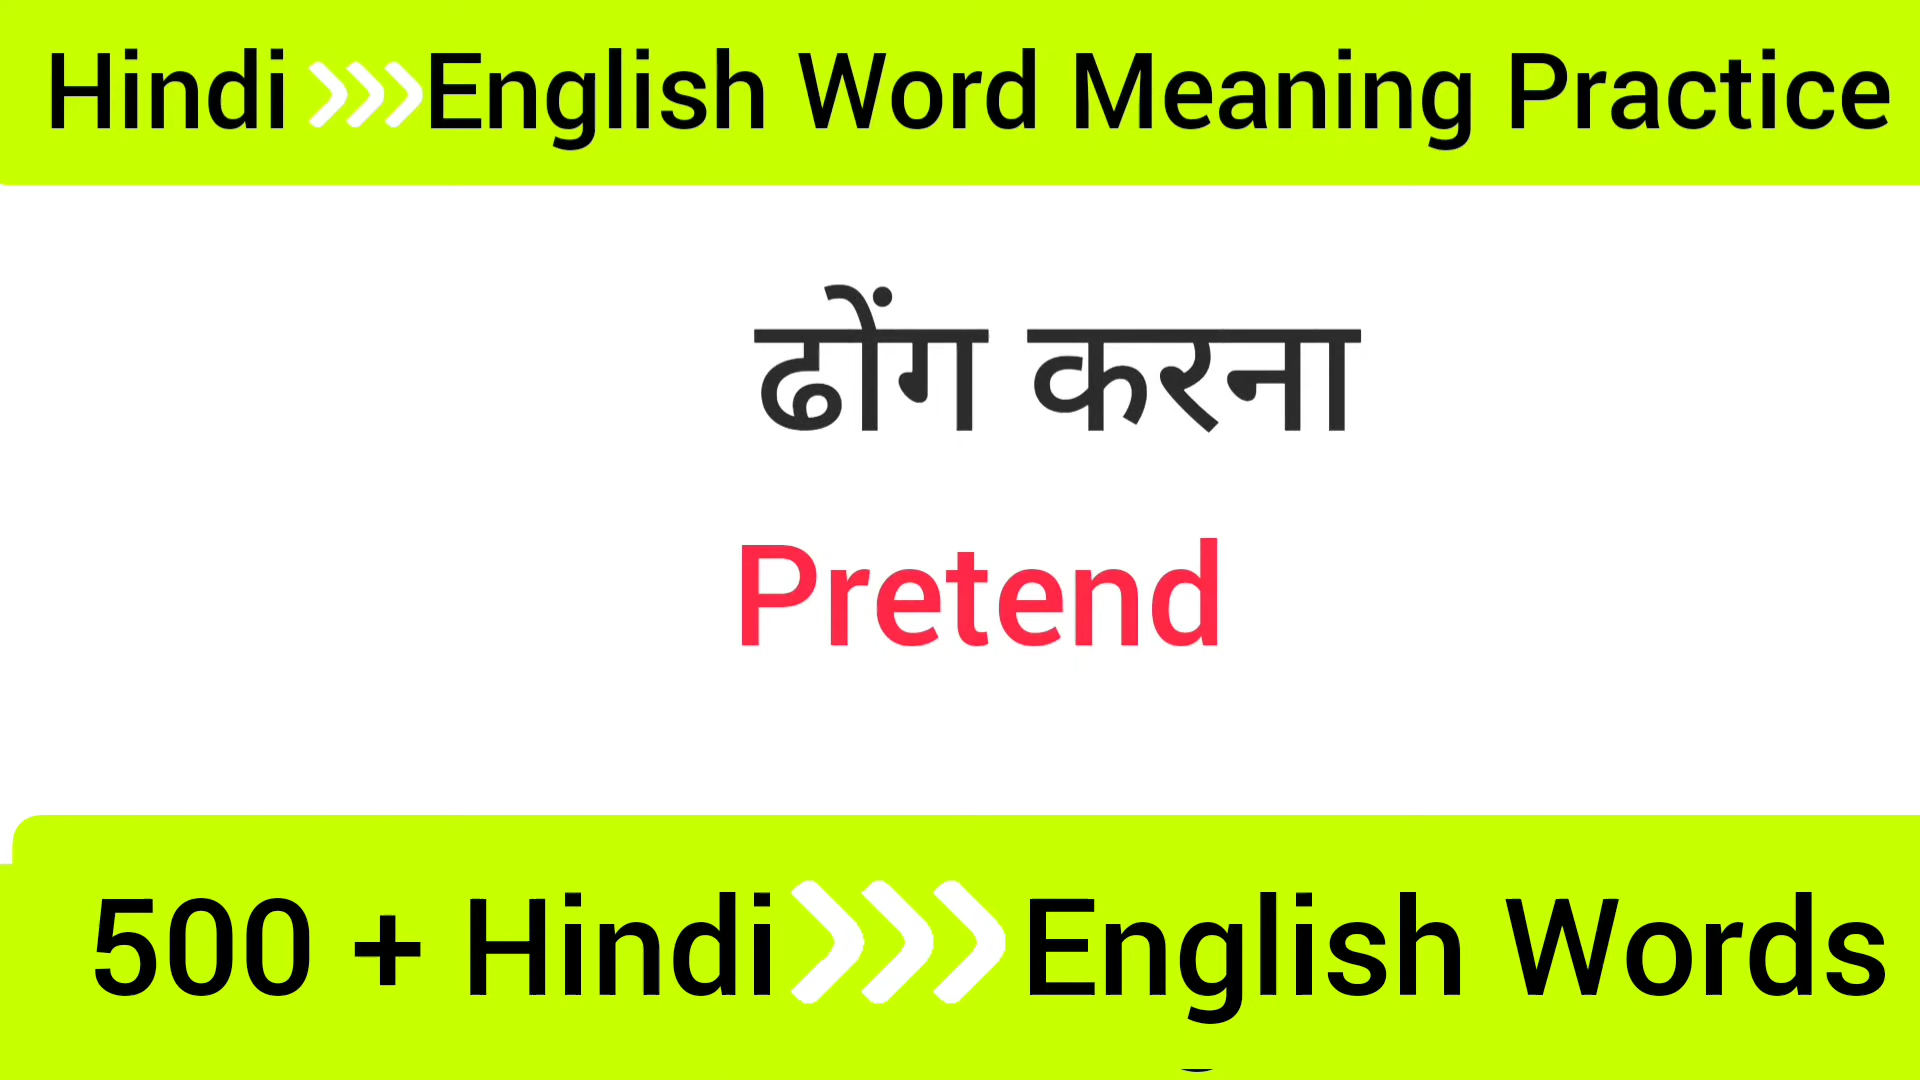 Hindi English Word Meaning Practice
ढोंग करना
Pretend
500 + Hindi English Words